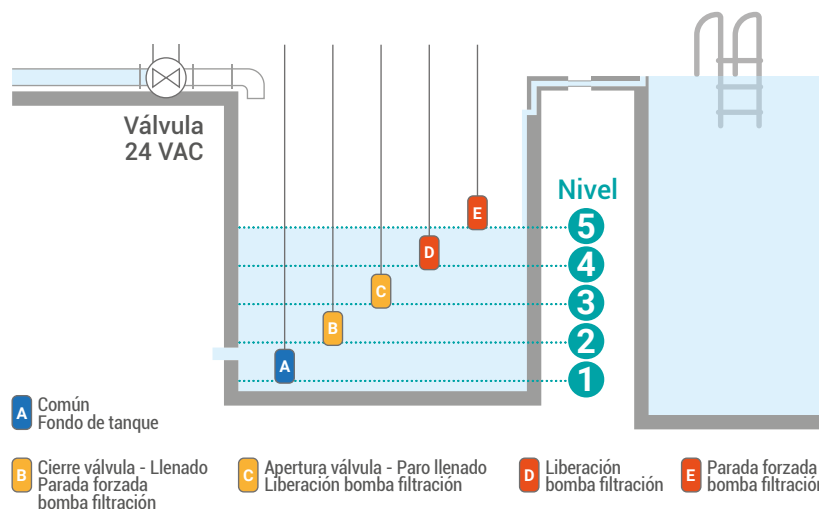 Válvula
24 VAC
Nivel
E
5
D
4
C
3
B
2
A
1
A Común
Fondo de tanque
B Cierre válvula - Llenado
Parada forzada
bomba filtración
C Apertura válvula - Paro llenado
Liberación bomba filtración
D Liberación
bomba filtración
E Parada forzada
bomba filtración